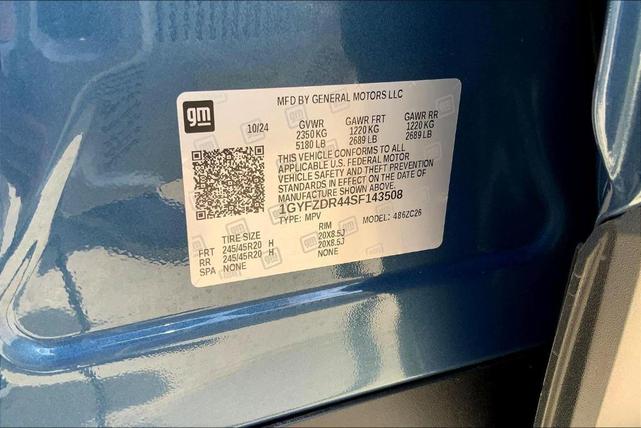 MFD BY GENERAL MOTORS LLC
gm
10/24 GVWR GAWR FRT GAWR RR
2350 KG 1220 KG 1220 KG
5180 LB 2689 LB 2689 LB
THIS VEHICLE CONFORMS TO ALL
APPLICABLE U.S. FEDERAL MOTOR
VEHICLE SAFETY AND THEFT PREVENTION
STANDARDS IN EFFECT ON THE DATE OF
MANUFACTURE SHOWN ABOVE.
1GYFZDR44SF143508
TYPE: MPV MODEL: 486ZC26
TIRE SIZE RIM
FRT 245/45R20 H 20X8.5J
RR 245/45R20 H 20X8.5J
SPA NONE NONE